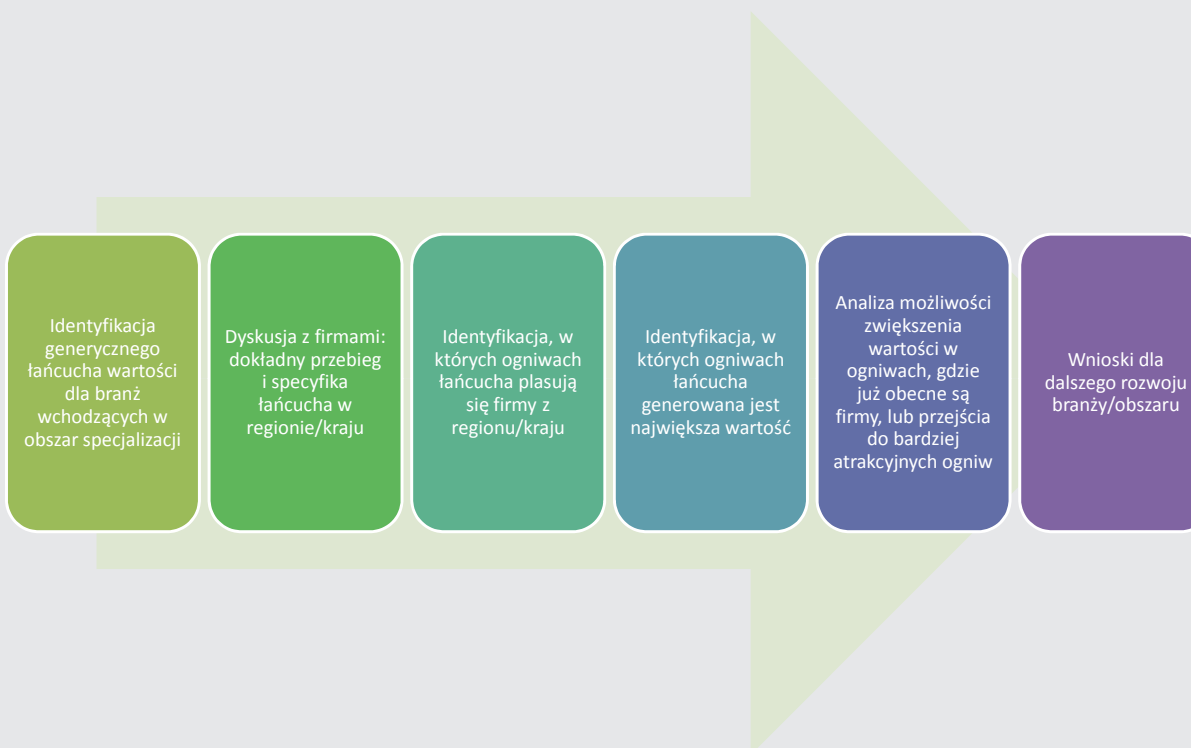 Identyfikacja
generycznego
łańcucha wartości
dla branż
wchodzących w
obszar specjalizacji
Dyskusja z firmami:
dokładny przebieg
i specyfika
łańcucha w
regionie/kraju
Identyfikacja, w
których ogniwach
łańcucha plasują
się firmy z
regionu/kraju
Identyfikacja, w
których ogniwach
łańcucha
generowana jest
największa wartość
Analiza możliwości
zwiększenia
wartości w
ogniwach, gdzie
już obecne są
firmy, lub przejścia
do bardziej
atrakcyjnych ogniw
Wnioski dla
dalszego rozwoju
branży/obszaru